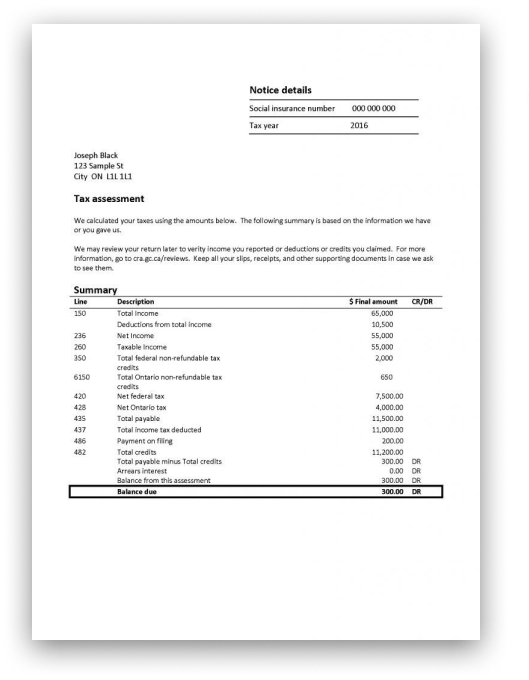 Notice details
Social insurance number 000 000 000
Tax year 2016
Joseph Black
123 Sample St
City ON L1L 1L1
Tax assessment
We calculated your taxes using the amounts below. The following summary is based on the information we have
or you gave us.
We may review your return later to verity income you reported or deductions or credits you claimed. For more
information, go to cra.gc.ca/reviews. Keep all your slips, receipts, and other supporting documents in case we ask
to see them.
Summary
Line Description $ Final amount CR/DR
150 Total Income 65,000
Deductions from total income 10,500
236 Net Income 55,000
260 Taxable Income 55,000
350 Total federal non-refundable tax 2,000
credits
6150 Total Ontario non-refundable tax 650
credits
420 Net federal tax 7,500.00
428 Net Ontario tax 4,000.00
435 Total payable 11,500.00
437 Total income tax deducted 11,000.00
486 Payment on filing 200.00
482 Total credits 11,200.00
Total payable minus Total credits 300.00 DR
Arrears interest 0.00 DR
Balance from this assessment 300.00 DR
Balance due 300.00 DR